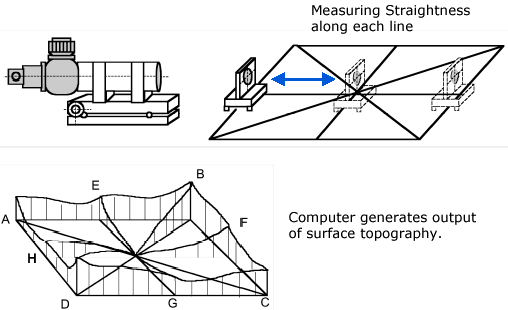 Measuring Straightness
along each line
B
E
A
F
H
D
G
C
Computer generates output
of surface topography.